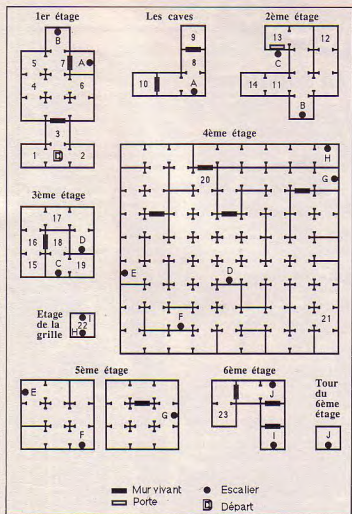 1er étage
Les caves
2ème étage
B
5
7
A
4
6
3
1
D
2
9
8
10
A
13
12
C
14
11
B
4ème étage
H
20
G
E
D
F
21
3ème étage
17
16
18
D
15
C
19
Etage
de la
grille
I
22
H
5ème étage
E
F
G
6ème étage
J
23
I
Tour
du
6ème
étage
J
Mur vivant
Escalier
Porte
Départ